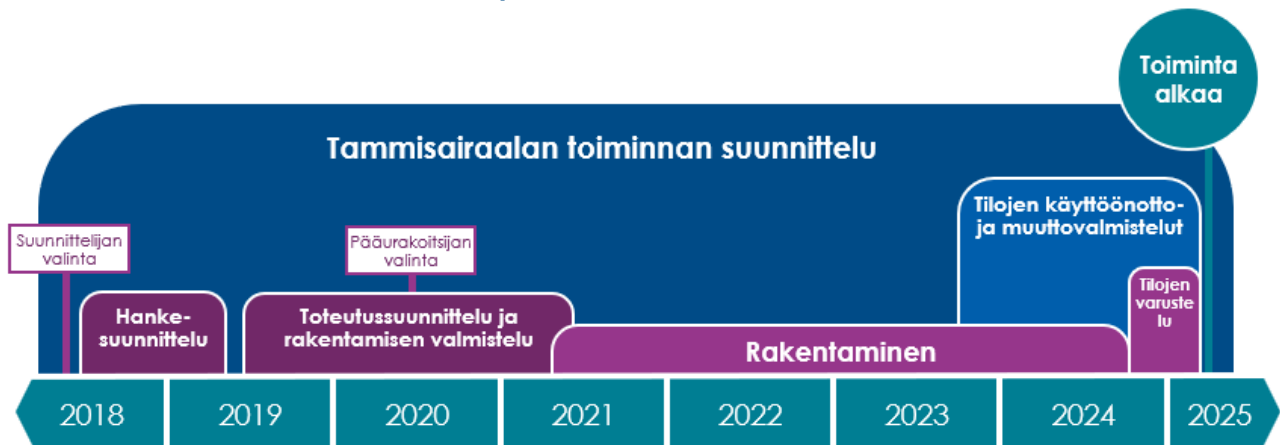 Toiminta
alkaa
Tammisairaalan toiminnan suunnittelu
Tilojen käyttöönotto-
ja muuttovalmistelut
Suunnittelijan
valinta
Pääurakoitsijan
valinta
Tilojen
varuste
lu
Hanke-
suunnittelu
Toteutussuunnittelu ja
rakentamisen valmistelu
Rakentaminen
2018 2019 2020 2021 2022 2023 2024 2025